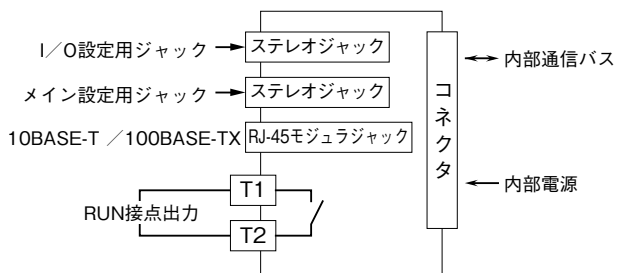 I／O設定用ジャック
ステレオジャック
メイン設定用ジャック
ステレオジャック
10BASE-T ／100BASE-TX
RJ-45モジュラジャック
T1
RUN接点出力
T2
コネクタ
内部通信バス
内部電源